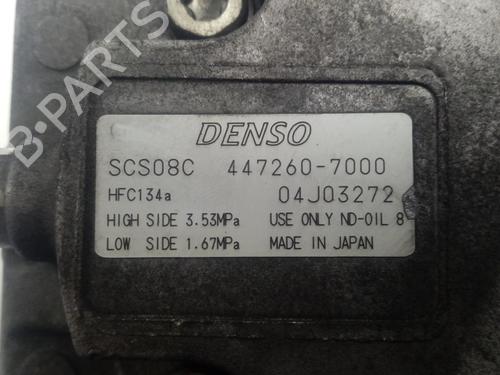 DENSO
SCS08C 447260-7000
HFC134a 04J03272
HIGH SIDE 3.53MPa USE ONLY ND-OIL 8
LOW SIDE 1.67MPa MADE IN JAPAN
B-PARTS